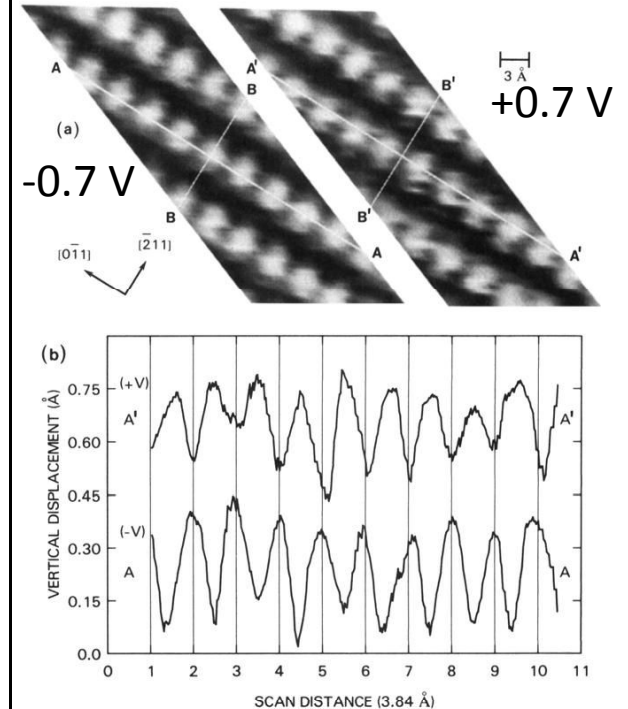 A
A'
B'
B
3 Å
+0.7 V
(a)
-0.7 V
B
B'
A
A'
[01̄1]
[2̄11]
(b)
VERTICAL DISPLACEMENT (Å)
0.75
0.60
0.45
0.30
0.15
0.0
(+V)
A'
A'
(-V)
A
A
0 1 2 3 4 5 6 7 8 9 10 11
SCAN DISTANCE (3.84 Å)